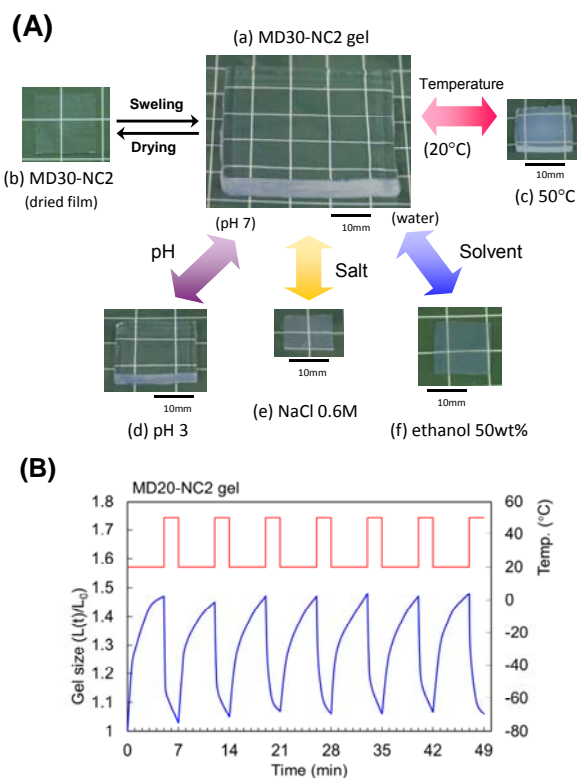 (A)
(a) MD30-NC2 gel
Sweling
Drying
(b) MD30-NC2
(dried film)
Temperature
(20°C)
10mm
(c) 50°C
(pH 7)
10mm
(water)
pH
Salt
Solvent
10mm
(d) pH 3
10mm
(e) NaCl 0.6M
10mm
(f) ethanol 50wt%
(B)
MD20-NC2 gel
1.8
1.7
1.6
1.5
1.4
1.3
1.2
1.1
1
Gel size (L(t)/L0)
60
40
20
0
-20
-40
-60
-80
Temp. (°C)
0 7 14 21 28 35 42 49
Time (min)